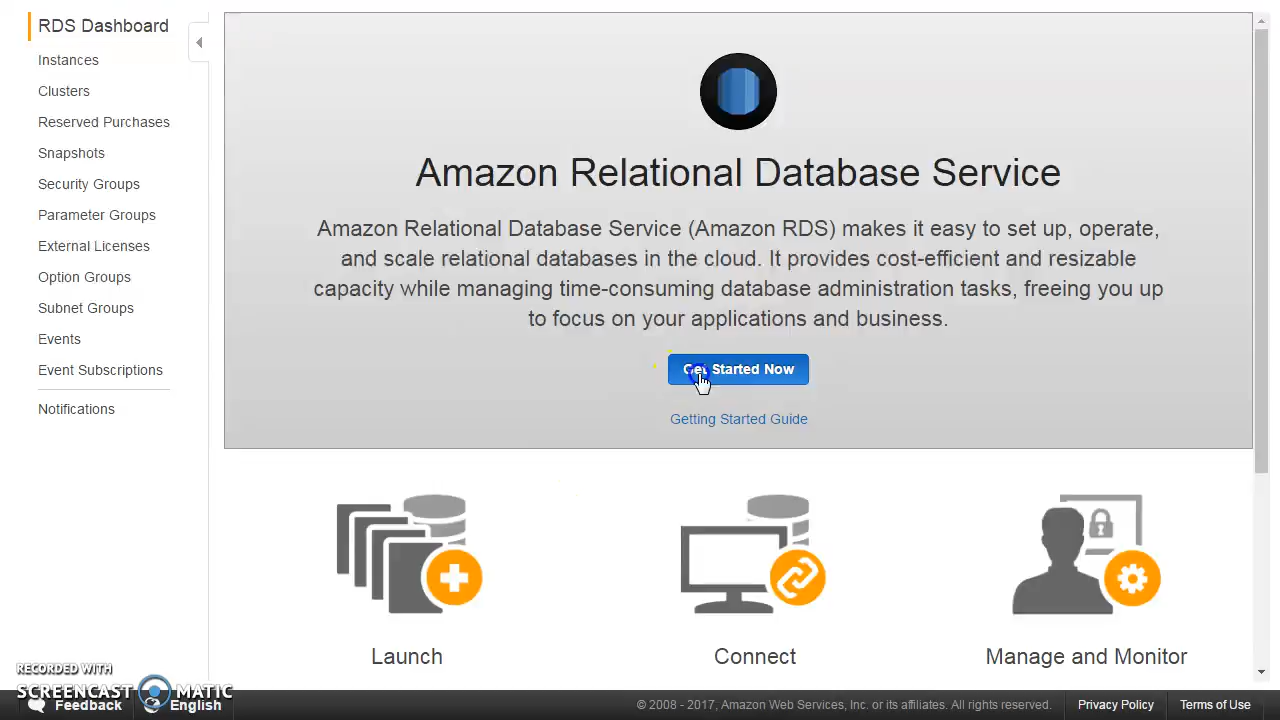 RDS Dashboard
Instances
Clusters
Reserved Purchases
Snapshots
Security Groups
Parameter Groups
External Licenses
Option Groups
Subnet Groups
Events
Event Subscriptions
Notifications
Amazon Relational Database Service
Amazon Relational Database Service (Amazon RDS) makes it easy to set up, operate,
and scale relational databases in the cloud. It provides cost-efficient and resizable
capacity while managing time-consuming database administration tasks, freeing you up
to focus on your applications and business.
Get Started Now
Getting Started Guide
Launch
Connect
Manage and Monitor
RECORDED WITH
SCREENCAST MATIC
Feedback
English
© 2008 - 2017, Amazon Web Services, Inc. or its affiliates. All rights reserved.
Privacy Policy
Terms of Use